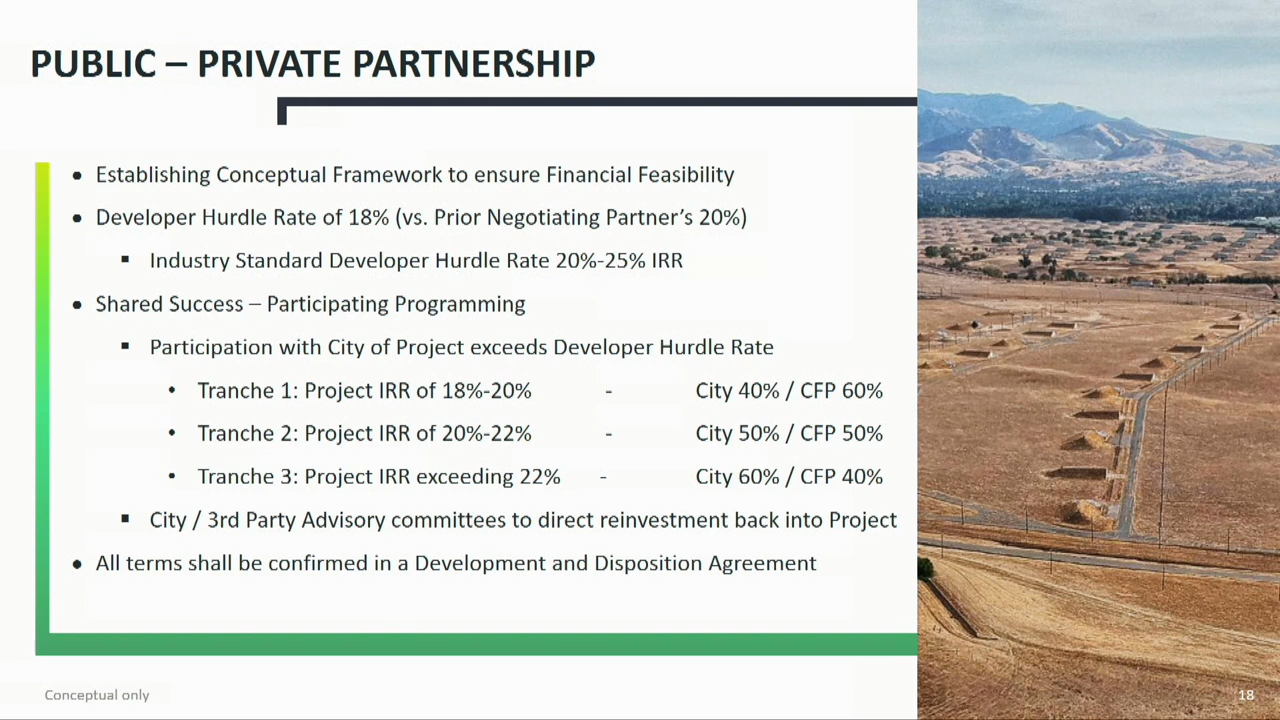 PUBLIC – PRIVATE PARTNERSHIP
• Establishing Conceptual Framework to ensure Financial Feasibility
• Developer Hurdle Rate of 18% (vs. Prior Negotiating Partner's 20%)
▪ Industry Standard Developer Hurdle Rate 20%-25% IRR
• Shared Success – Participating Programming
▪ Participation with City of Project exceeds Developer Hurdle Rate
• Tranche 1: Project IRR of 18%-20% - City 40% / CFP 60%
• Tranche 2: Project IRR of 20%-22% - City 50% / CFP 50%
• Tranche 3: Project IRR exceeding 22% - City 60% / CFP 40%
▪ City / 3rd Party Advisory committees to direct reinvestment back into Project
• All terms shall be confirmed in a Development and Disposition Agreement
Conceptual only
18